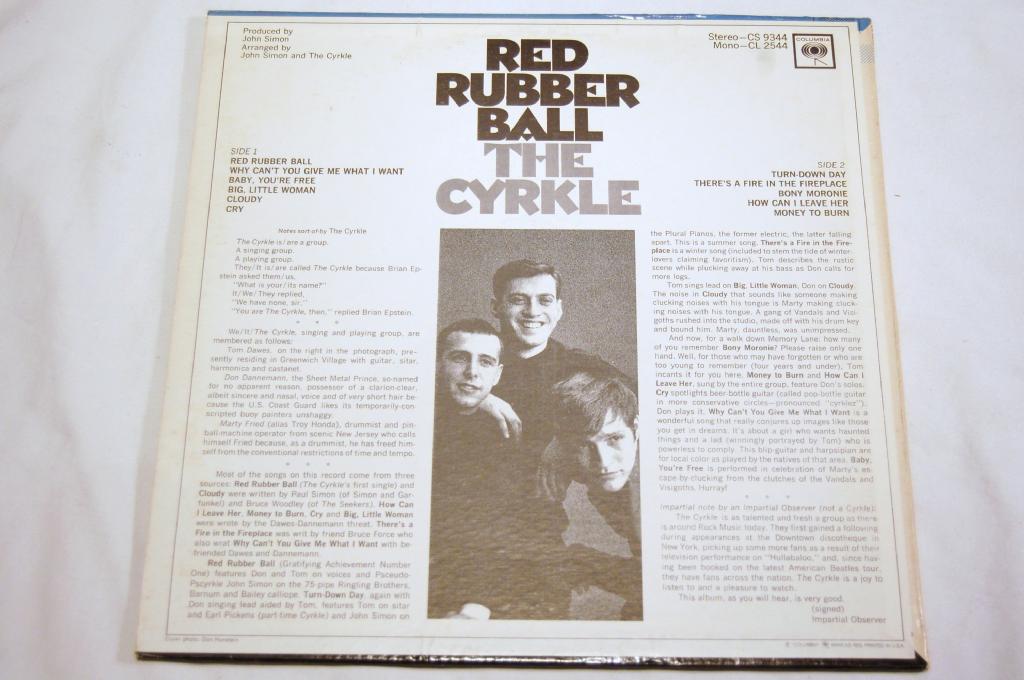 Produced by
John Simon
Arranged by
John Simon and The Cyrkle
RED
RUBBER
BALL
THE
CYRKLE
Stereo—CS 9344
Mono—CL 2544
COLUMBIA
SIDE 1
RED RUBBER BALL
WHY CAN'T YOU GIVE ME WHAT I WANT
BABY, YOU'RE FREE
BIG, LITTLE WOMAN
CLOUDY
CRY
SIDE 2
TURN-DOWN DAY
THERE'S A FIRE IN THE FIREPLACE
BONY MORONIE
HOW CAN I LEAVE HER
MONEY TO BURN
Notes sort-of-by The Cyrkle
The Cyrkle is/are a group.
A singing group.
A playing group.
They/It is/are called The Cyrkle because Brian Ep-
stein asked them/us,
"What is your/its name?"
It/We/They replied,
"We have none, sir."
"You are The Cyrkle, then," replied Brian Epstein.
* * *
We/It/The Cyrkle, singing and playing group, are
membered as follows:
Tom Dawes, on the right in the photograph, pre-
sently residing in Greenwich Village with guitar, sitar,
harmonica and castanet.
Don Dannemann, the Sheet Metal Prince, so-named
for no apparent reason, possessor of a clarion-clear,
albeit sincere and nasal, voice and of very short hair be-
cause the U.S. Coast Guard likes its temporarily-con-
scripted buoy painters unshaggy.
Marty Fried (alias Troy Honda), drummist and pin-
ball-machine operator from scenic New Jersey who calls
himself Fried because, as a drummist, he has freed him-
self from the conventional restrictions of time and tempo.
* * *
Most of the songs on this record come from three
sources: Red Rubber Ball (The Cyrkle's first single) and
Cloudy were written by Paul Simon (of Simon and Gar-
funkel) and Bruce Woodley (of The Seekers). How Can
I Leave Her, Money to Burn, Cry and Big, Little Woman
were wrote by the Dawes-Dannemann threat. There's a
Fire in the Fireplace was writ by friend Bruce Force who
also wrat Why Can't You Give Me What I Want with be-
friended Dawes and Dannemann.
Red Rubber Ball (Gratifying Achievement Number
One) features Don and Tom on voices and Pseudo-
Pscyrkle John Simon on the 75-pipe Ringling Brothers,
Barnum and Bailey calliope. Turn-Down Day, again with
Don singing lead aided by Tom, features Tom on sitar
and Earl Pickens (part-time Cyrkle) and John Simon on
the Plural Pianos, the former electric, the latter falling
apart. This is a summer song. There's a Fire in the Fire-
place is a winter song (included to stem the tide of winter-
lovers claiming favoritism). Tom describes the rustic
scene while plucking away at his bass as Don calls for
more logs.
Tom sings lead on Big, Little Woman, Don on Cloudy.
The noise in Cloudy that sounds like someone making
clucking noises with his tongue is Marty making cluck-
ing noises with his tongue. A gang of Vandals and Visi-
goths rushed into the studio, made off with his drum key
and bound him. Marty, dauntless, was unimpressed.
And now, for a walk down Memory Lane: how many
of you remember Bony Moronie? Please raise only one
hand. Well, for those who may have forgotten or who are
too young to remember (four years and under), Tom
incants it for you here. Money to Burn and How Can I
Leave Her, sung by the entire group, feature Don's solos.
Cry spotlights beer-bottle guitar (called pop-bottle guitar
in more conservative circles—pronounced "cyrklez").
Don plays it. Why Can't You Give Me What I Want is a
wonderful song that really conjures up images like those
you get in dreams. It's about a girl who wants haunted
things and a lad (winningly portrayed by Tom) who is
powerless to comply. This blip-guitar and harpsipian are
for local color as played by the natives of that area. Baby,
You're Free is performed in celebration of Marty's es-
cape-by-clucking from the clutches of the Vandals and
Visigoths. Hurray!
* * *
Impartial note by an Impartial Observer (not a Cyrkle):
The Cyrkle is as talented and fresh a group as there
is around Rock Music today. They first gained a following
during appearances at the Downtown discotheque in
New York, picking up some more fans as a result of their
television performance on "Hullabaloo," and, since hav-
ing been booked on the latest American Beatles tour,
they have fans across the nation. The Cyrkle is a joy to
listen to and a pleasure to watch.
This album, as you will hear, is very good.
(signed)
Impartial Observer
Cover photo: Don Hunstein
PRINTED IN U.S.A.